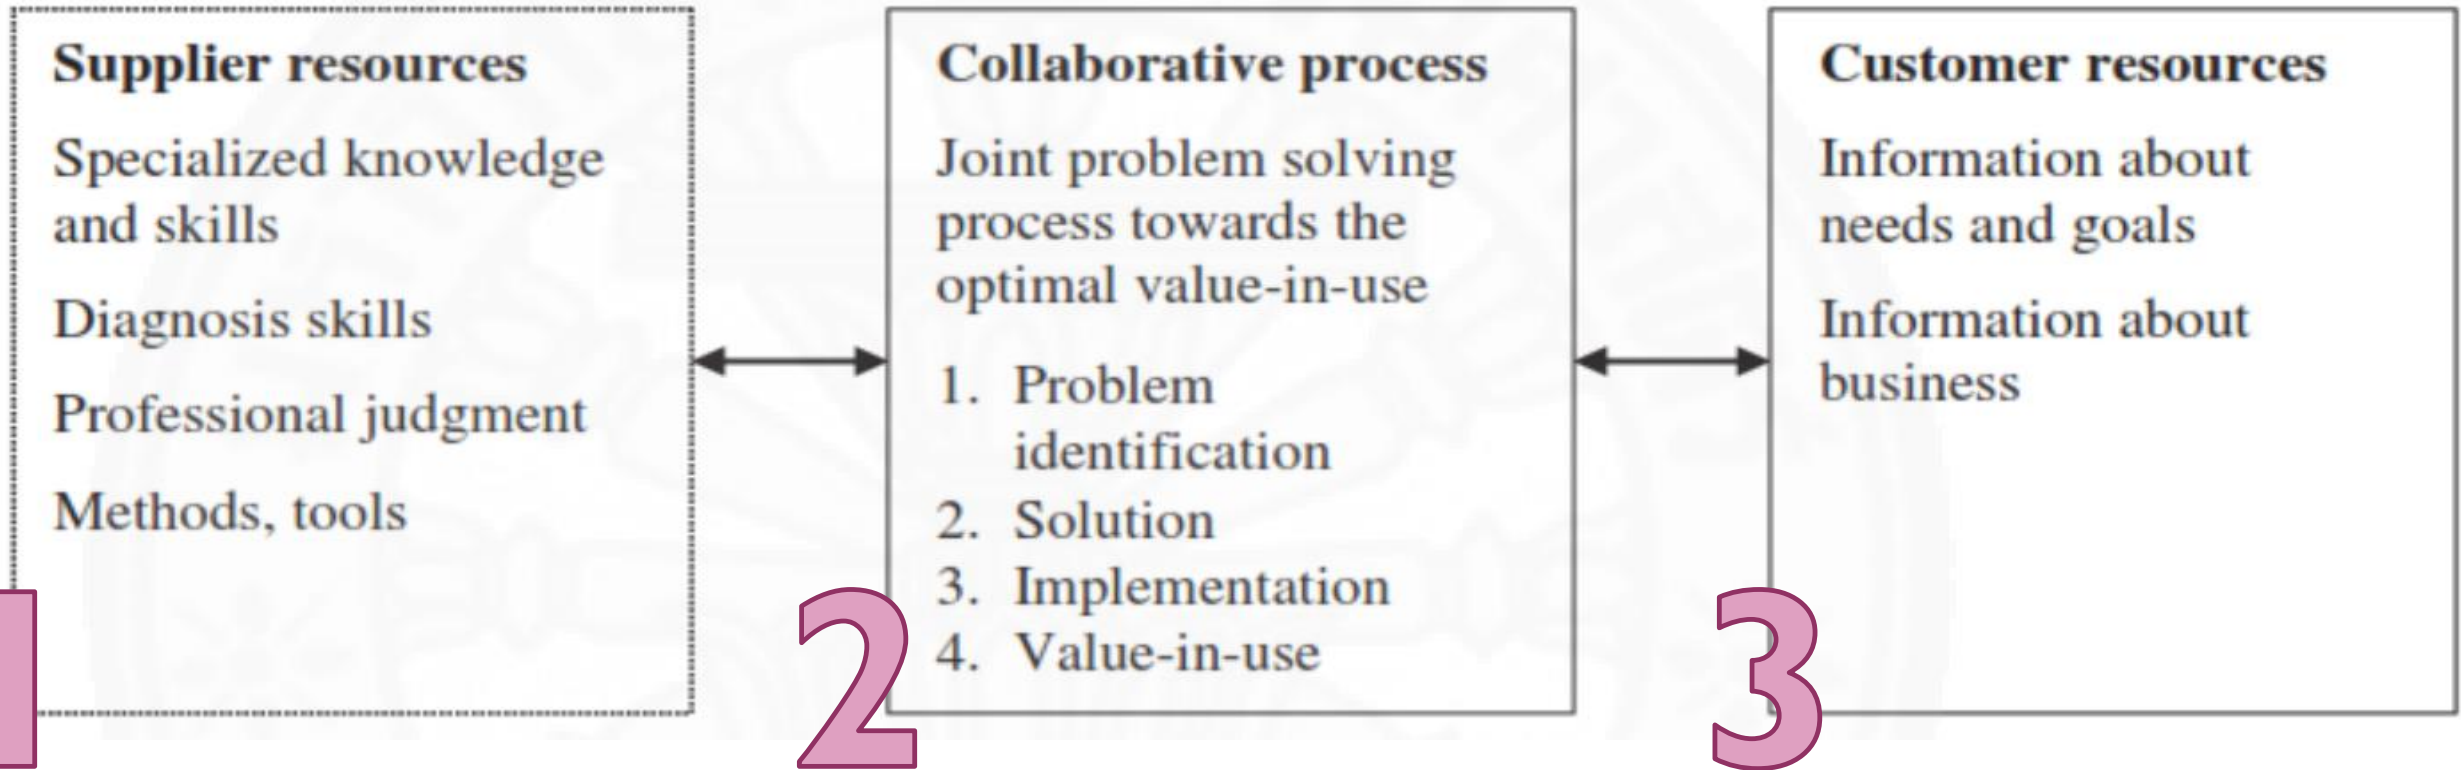 Supplier resources
Specialized knowledge
and skills
Diagnosis skills
Professional judgment
Methods, tools
1
Collaborative process
Joint problem solving
process towards the
optimal value-in-use
1. Problem
identification
2. Solution
3. Implementation
4. Value-in-use
2
Customer resources
Information about
needs and goals
Information about
business
3